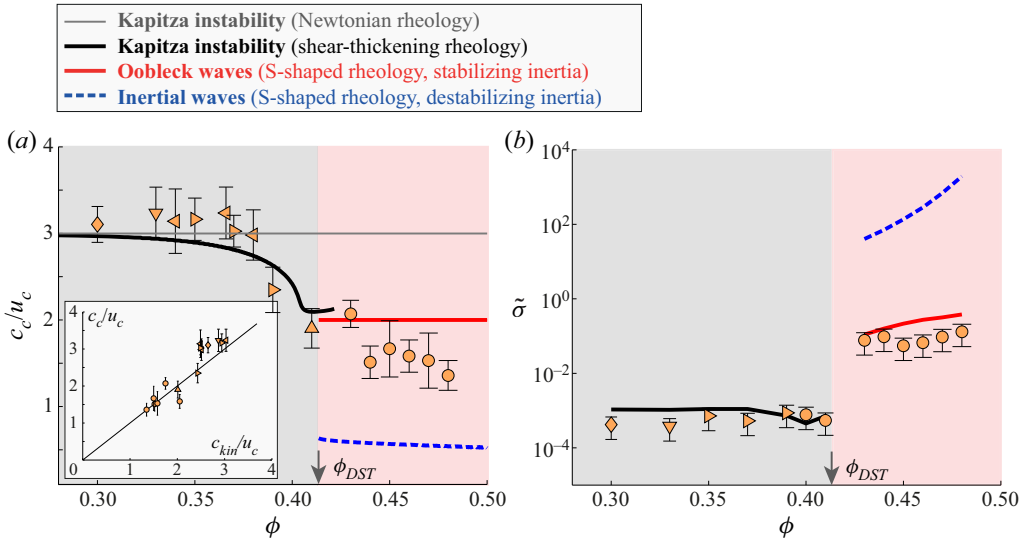 Kapitza instability (Newtonian rheology)
Kapitza instability (shear-thickening rheology)
Oobleck waves (S-shaped rheology, stabilizing inertia)
Inertial waves (S-shaped rheology, destabilizing inertia)
(a)
4
3
2
1
c_c/u_c
c_c/u_c
4
3
2
1
0
1
2
3
4
c_kin/u_c
ϕ_DST
0.30
0.35
0.40
0.45
0.50
ϕ
(b)
10^4
10^2
10^0
10^−2
10^−4
σ̃
ϕ_DST
0.30
0.35
0.40
0.45
0.50
ϕ